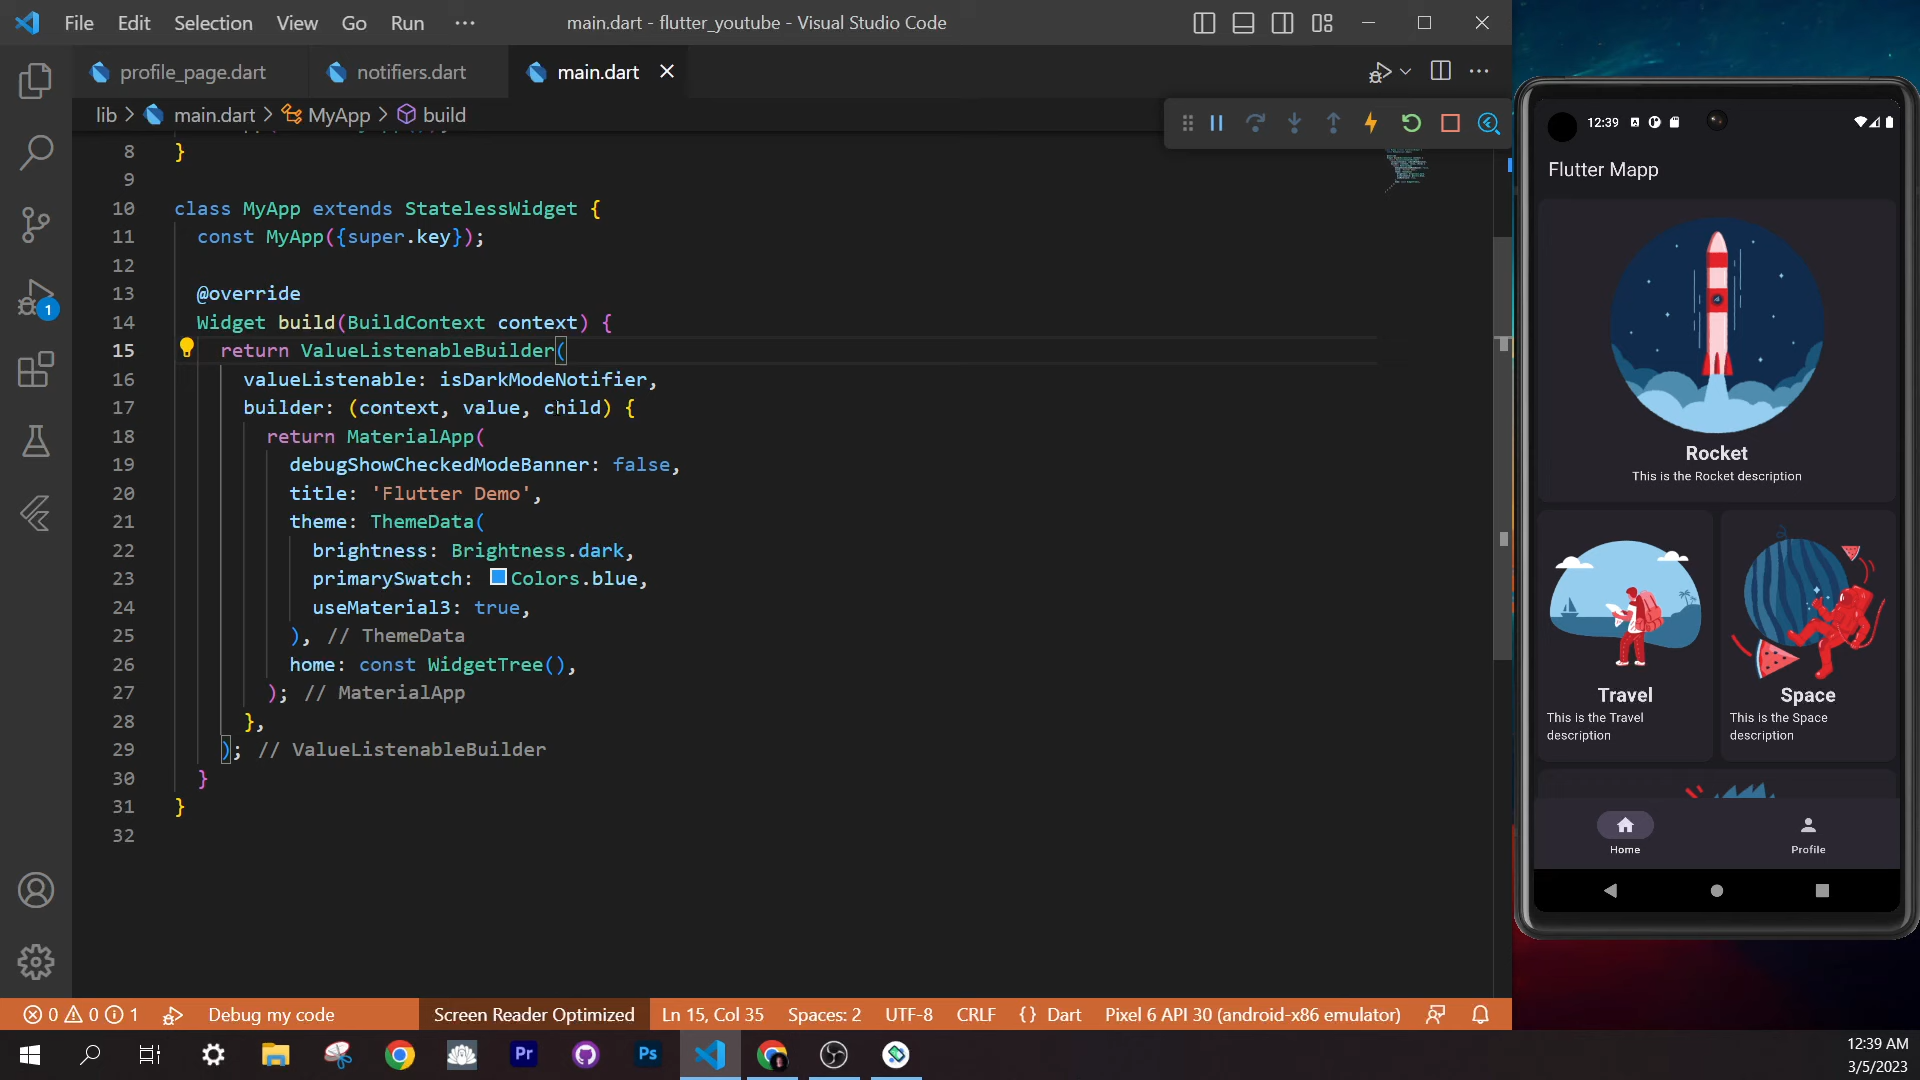 File Edit Selection View Go Run ···
main.dart - flutter_youtube - Visual Studio Code
profile_page.dart notifiers.dart main.dart
lib > main.dart > MyApp > build
8 }
9
10 class MyApp extends StatelessWidget {
11 const MyApp({super.key});
12
13 @override
14 Widget build(BuildContext context) {
15 return ValueListenableBuilder(
16 valueListenable: isDarkModeNotifier,
17 builder: (context, value, child) {
18 return MaterialApp(
19 debugShowCheckedModeBanner: false,
20 title: 'Flutter Demo',
21 theme: ThemeData(
22 brightness: Brightness.dark,
23 primarySwatch: Colors.blue,
24 useMaterial3: true,
25 ), // ThemeData
26 home: const WidgetTree(),
27 ); // MaterialApp
28 },
29 ); // ValueListenableBuilder
30 }
31 }
32
1
0 0 1 Debug my code Screen Reader Optimized Ln 15, Col 35 Spaces: 2 UTF-8 CRLF {} Dart Pixel 6 API 30 (android-x86 emulator)
Pr Ps
12:39 AM
3/5/2023
12:39
Flutter Mapp
Rocket
This is the Rocket description
Travel
This is the Travel
description
Space
This is the Space
description
Home
Profile